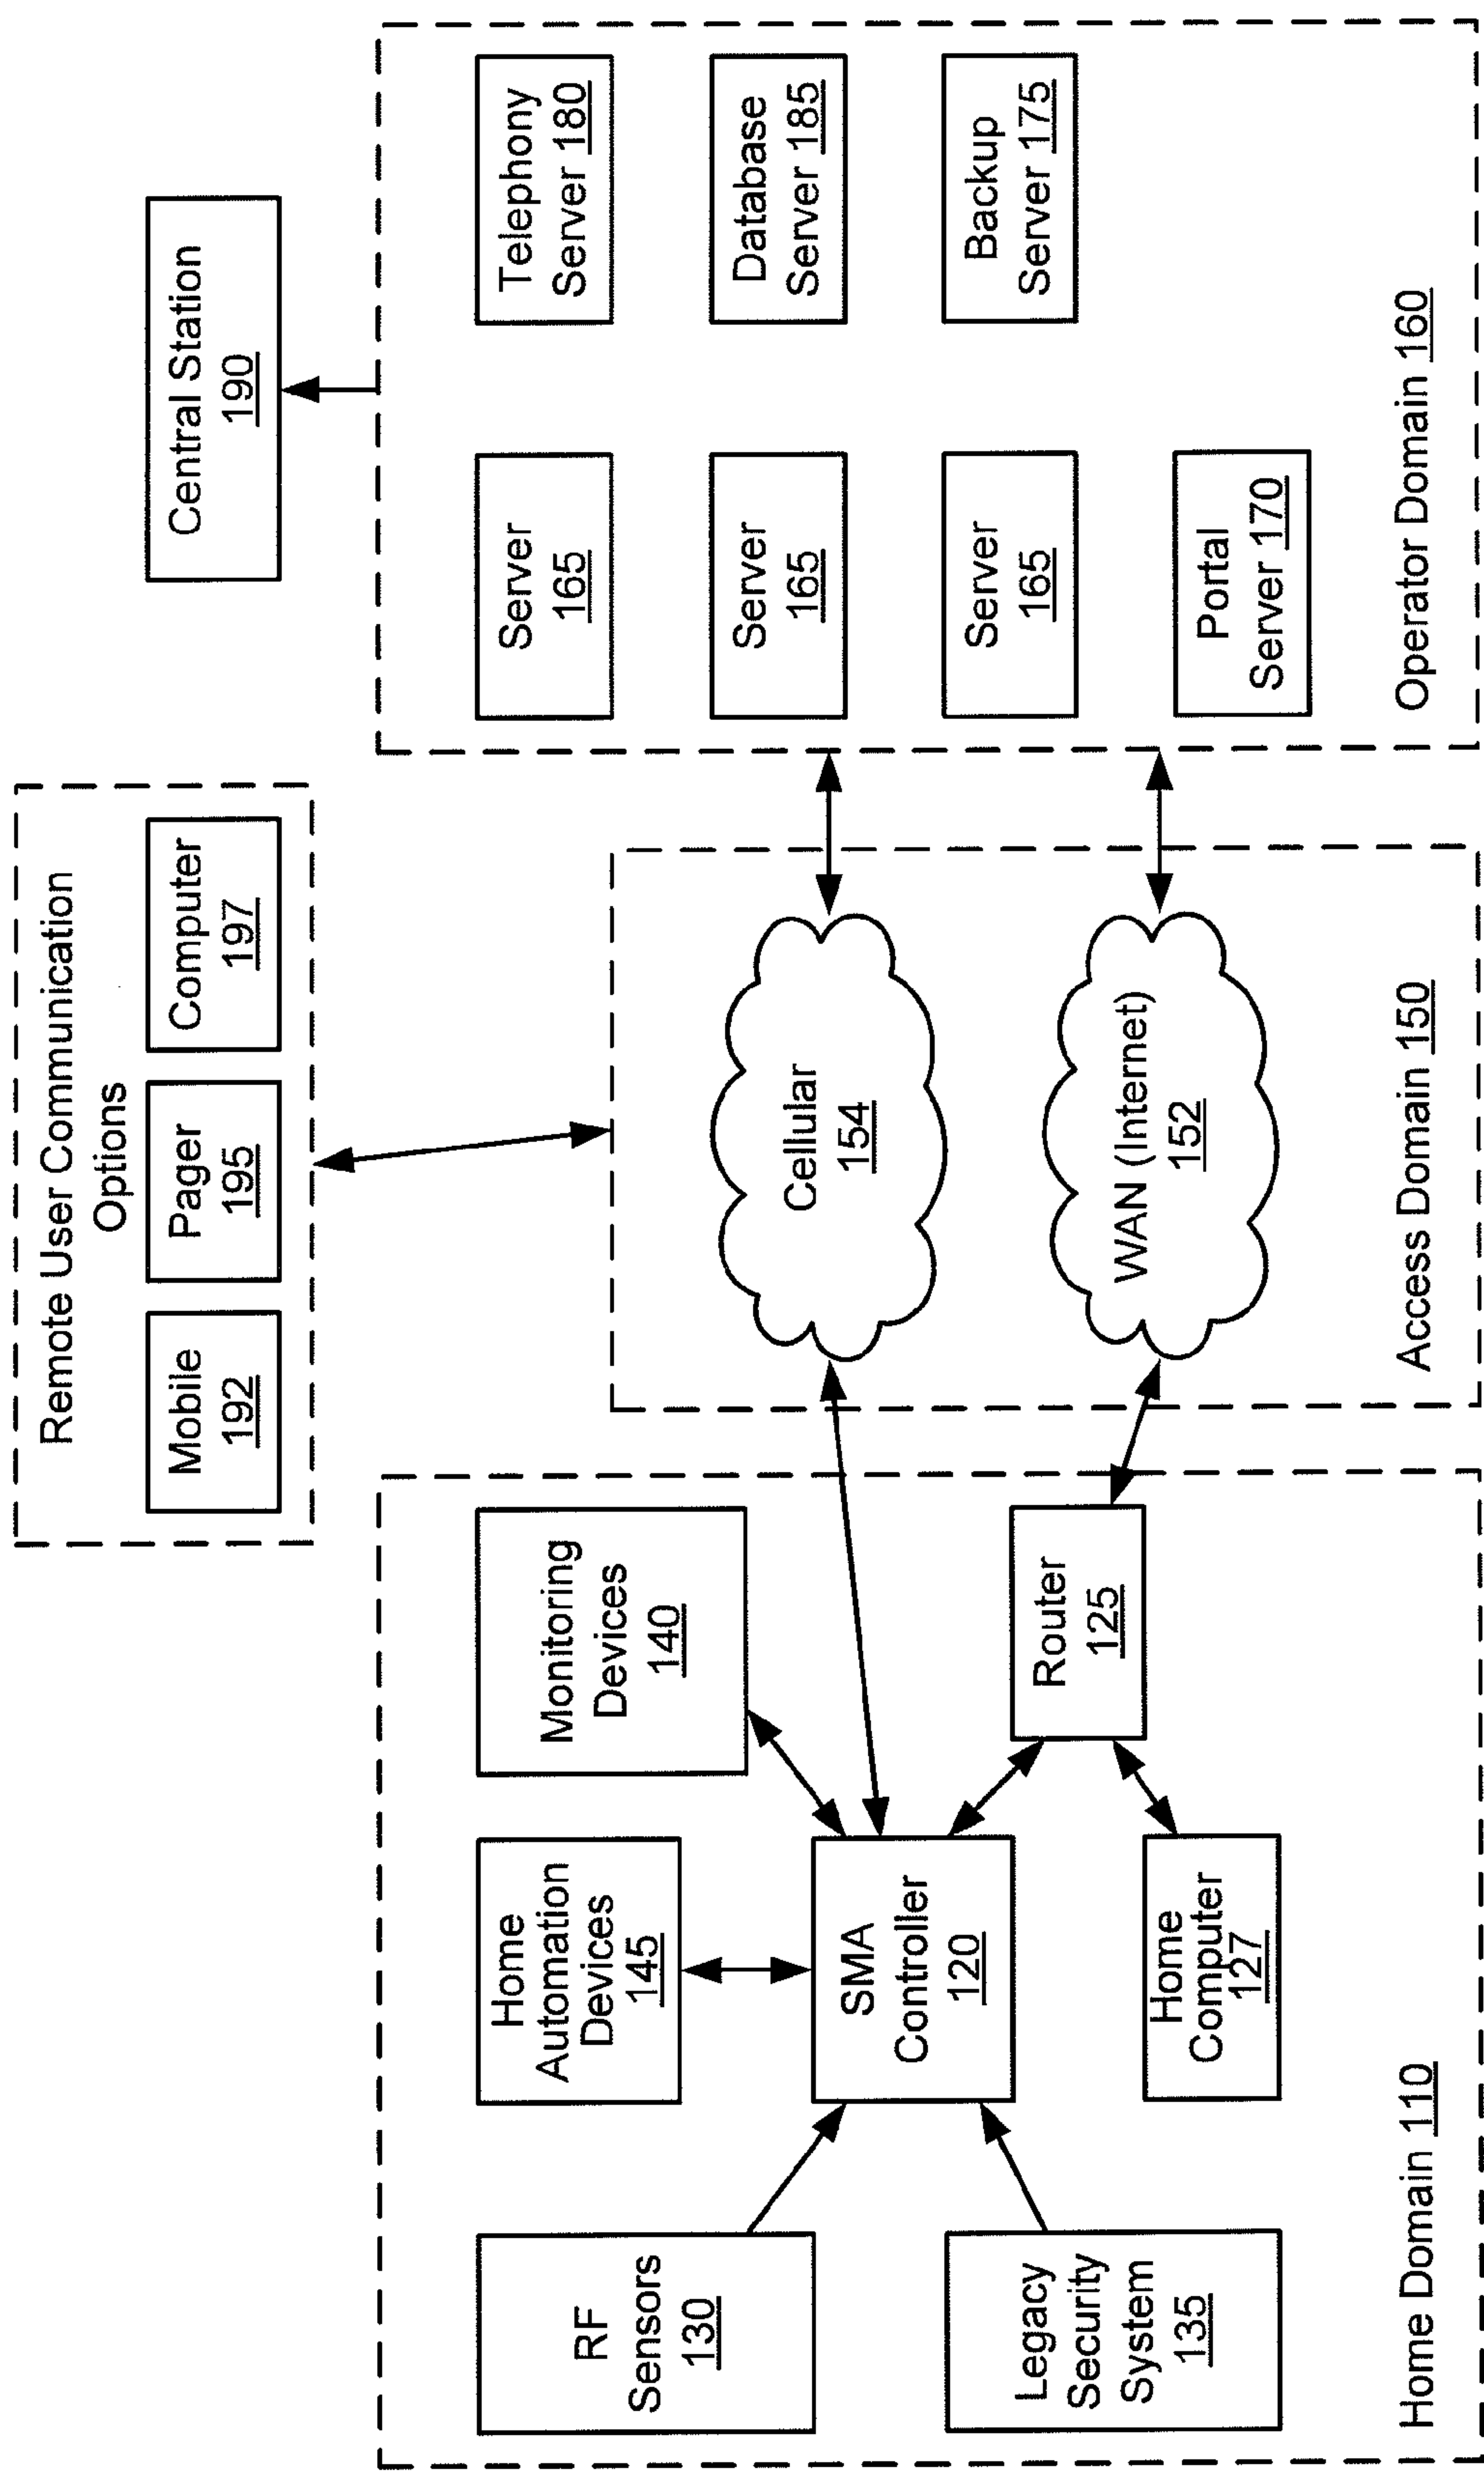 Remote User Communication
Options
Mobile
192
Pager
195
Computer
197
Central Station
190
RF
Sensors
130
Home
Automation
Devices
145
Monitoring
Devices
140
Legacy
Security
System
135
SMA
Controller
120
Router
125
Home
Computer
127
Home Domain 110
Cellular
154
WAN (Internet)
152
Access Domain 150
Server
165
Telephony
Server 180
Server
165
Database
Server 185
Server
165
Backup
Server 175
Portal
Server 170
Operator Domain 160